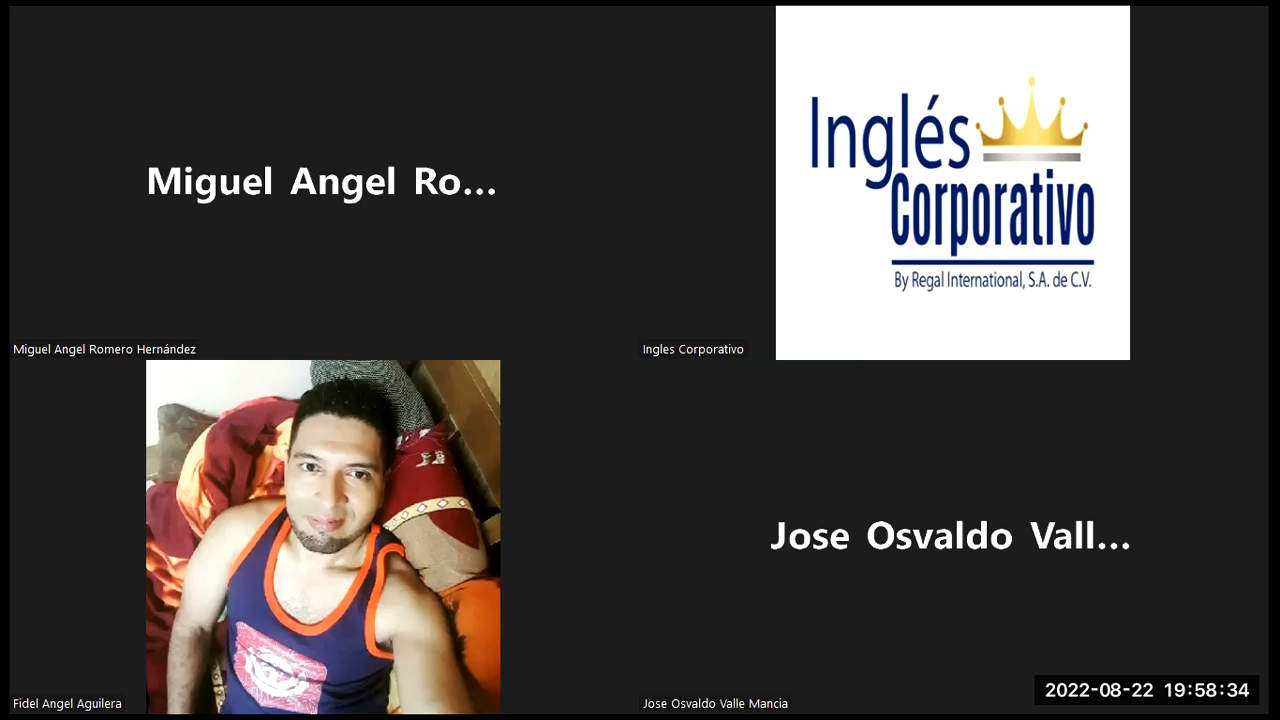 Miguel Angel Ro...
Miguel Angel Romero Hernández
Inglés
Corporativo
By Regal International, S.A. de C.V.
Ingles Corporativo
Fidel Angel Aguilera
Jose Osvaldo Vall...
Jose Osvaldo Valle Mancia
2022-08-22 19:58:34